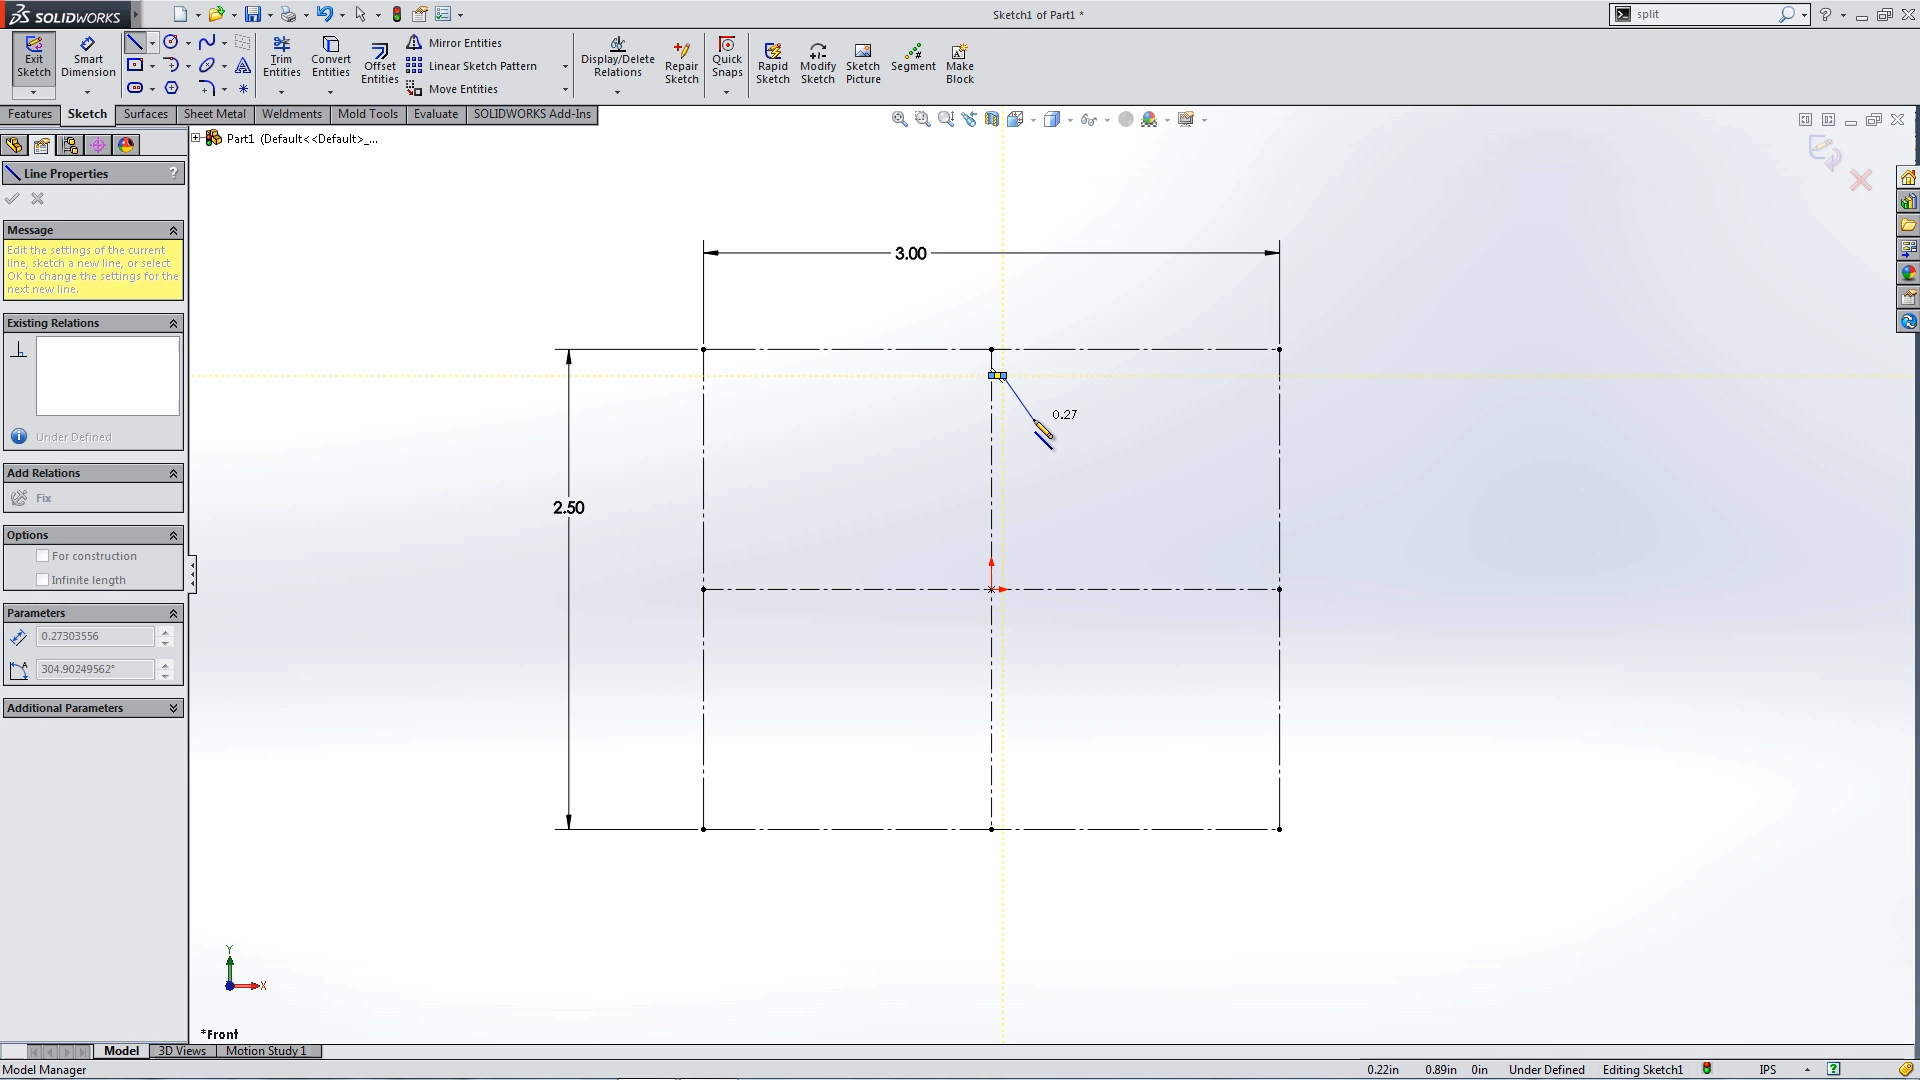 SOLIDWORKS
Sketch1 of Part1 *
split
Exit Sketch
Smart Dimension
Trim Entities
Convert Entities
Offset Entities
Mirror Entities
Linear Sketch Pattern
Move Entities
Display/Delete Relations
Repair Sketch
Quick Snaps
Rapid Sketch
Modify Sketch
Sketch Picture
Segment
Make Block
Features
Sketch
Surfaces
Sheet Metal
Weldments
Mold Tools
Evaluate
SOLIDWORKS Add-Ins
Part1 (Default<<Default>_...
Line Properties
?
Message
Edit the settings of the current
line, sketch a new line, or select
OK to change the settings for the
next new line.
Existing Relations
Under Defined
Add Relations
Fix
Options
For construction
Infinite length
Parameters
0.27303556
304.90249562°
Additional Parameters
3.00
0.27
2.50
Y
X
*Front
Model
3D Views
Motion Study 1
Model Manager
0.22in
0.89in
0in
Under Defined
Editing Sketch1
IPS